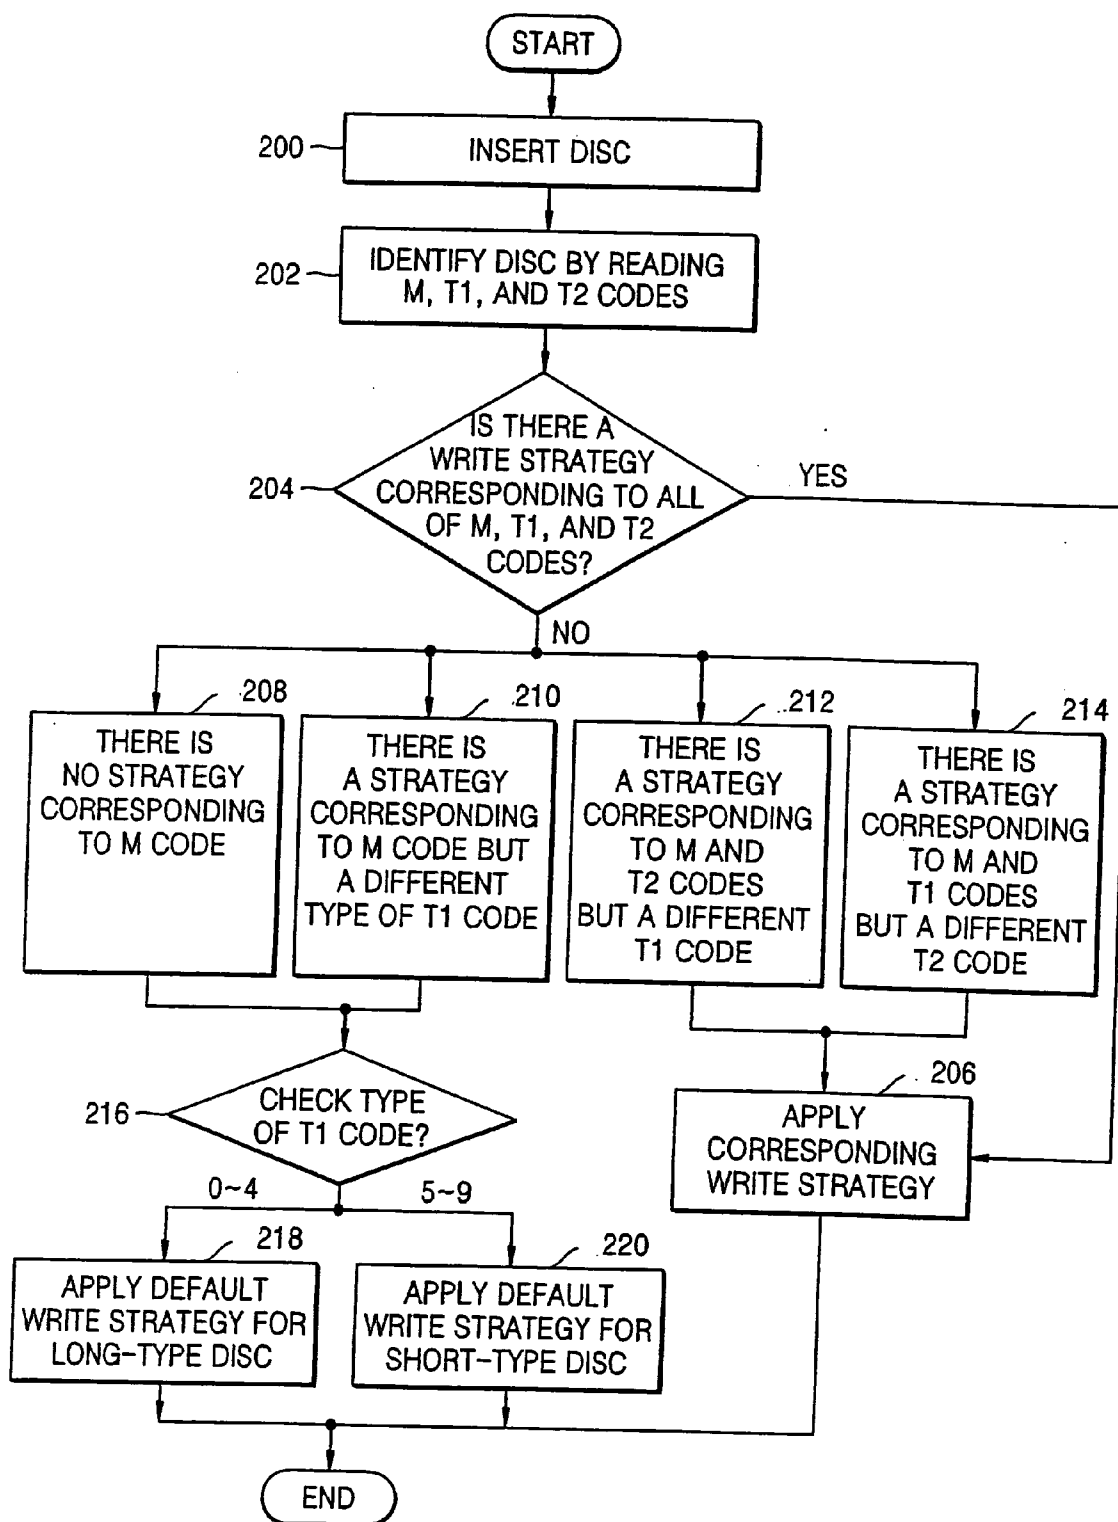 START
200
INSERT DISC
202
IDENTIFY DISC BY READING
M, T1, AND T2 CODES
204
IS THERE A
WRITE STRATEGY
CORRESPONDING TO ALL
OF M, T1, AND T2
CODES?
YES
NO
208
THERE IS
NO STRATEGY
CORRESPONDING
TO M CODE
210
THERE IS
A STRATEGY
CORRESPONDING
TO M CODE BUT
A DIFFERENT
TYPE OF T1 CODE
212
THERE IS
A STRATEGY
CORRESPONDING
TO M AND
T2 CODES
BUT A DIFFERENT
T1 CODE
214
THERE IS
A STRATEGY
CORRESPONDING
TO M AND
T1 CODES
BUT A DIFFERENT
T2 CODE
216
CHECK TYPE
OF T1 CODE?
206
APPLY
CORRESPONDING
WRITE STRATEGY
0~4
5~9
218
APPLY DEFAULT
WRITE STRATEGY FOR
LONG-TYPE DISC
220
APPLY DEFAULT
WRITE STRATEGY FOR
SHORT-TYPE DISC
END